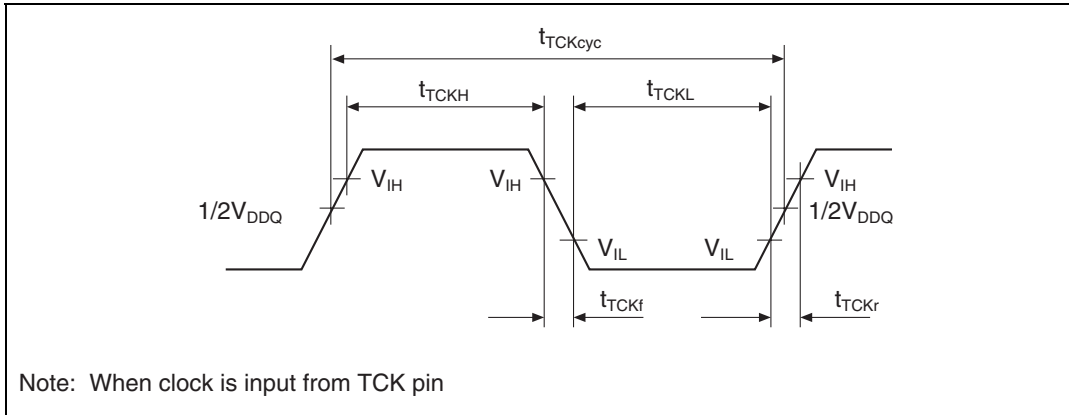 tTCKcyc
tTCKH
tTCKL
VIH
VIH
VIH
1/2VDDQ
1/2VDDQ
VIL
VIL
tTCKf
tTCKr
Note: When clock is input from TCK pin